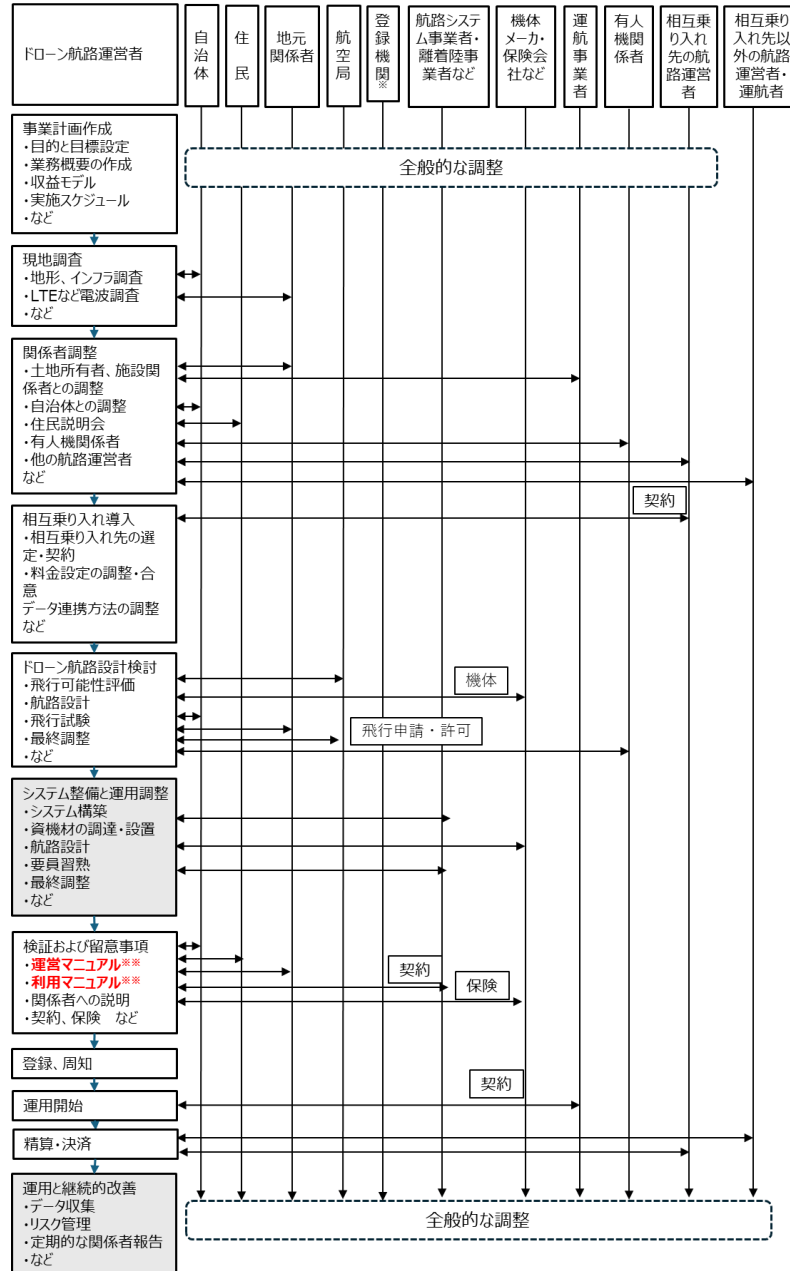 ドローン航路運営者
自治体
住民
地元
関係者
航空局
登録機関※
航路システ
ム事業者・
離着陸事
業者など
機体
メーカ・
保険会
社など
運航事業者
有人
機関
係者
相互乗
り入れ
先の航
路運営
者
相互乗り
入れ先以
外の航路
運営者・
運航者
事業計画作成
・目的と目標設定
・業務概要の作成
・収益モデル
・実施スケジュール
・など
全般的な調整
現地調査
・地形、インフラ調査
・LTEなど電波調査
・など
関係者調整
・土地所有者、施設関
係者との調整
・自治体との調整
・住民説明会
・有人機関係者
・他の航路運営者
など
契約
相互乗り入れ導入
・相互乗り入れ先の選
定・契約
・料金設定の調整・合
意
データ連携方法の調整
など
ドローン航路設計検討
・飛行可能性評価
・航路設計
・飛行試験
・最終調整
・など
機体
飛行申請・許可
システム整備と運用調整
・システム構築
・資機材の調達・設置
・航路設計
・要員習熟
・最終調整
・など
検証および留意事項
・運営マニュアル※※
・利用マニュアル※※
・関係者への説明
・契約、保険 など
契約
保険
登録、周知
契約
運用開始
精算・決済
運用と継続的改善
・データ収集
・リスク管理
・定期的な関係者報告
・など
全般的な調整